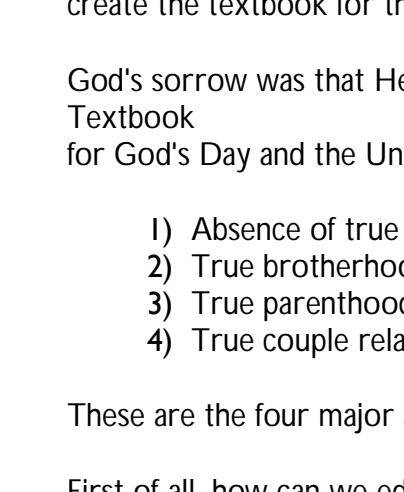 create the textbook for th
God's sorrow was that He
Textbook
for God's Day and the Un
1) Absence of true
2) True brotherhoo
3) True parenthood
4) True couple rela
These are the four major
First of all, how can we ed